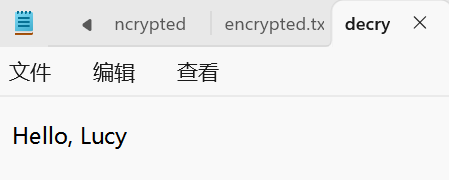 ncrypted encrypted.tx decry
文件 编辑 查看
Hello, Lucy